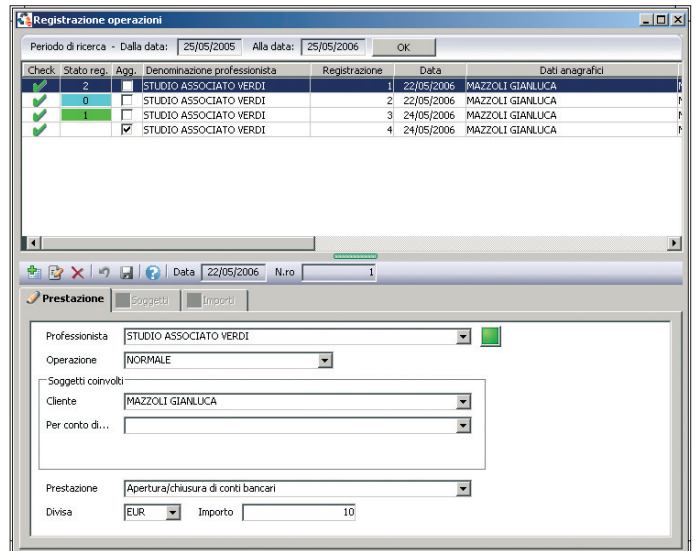 Registrazione operazioni
Periodo di ricerca - Dalla data: 25/05/2005 Alla data: 25/05/2006 OK
Check Stato reg. Agg. Denominazione professionista Registrazione Data Dati anagrafici
2 STUDIO ASSOCIATO VERDI 1 22/05/2006 MAZZOLI GIANLUCA
0 STUDIO ASSOCIATO VERDI 2 22/05/2006 MAZZOLI GIANLUCA
1 STUDIO ASSOCIATO VERDI 3 24/05/2006 MAZZOLI GIANLUCA
STUDIO ASSOCIATO VERDI 4 24/05/2006 MAZZOLI GIANLUCA
Data 22/05/2006 N.ro 1
Prestazione Soggetti Importi
Professionista STUDIO ASSOCIATO VERDI
Operazione NORMALE
Soggetti coinvolti
Cliente MAZZOLI GIANLUCA
Per conto di...
Prestazione Apertura/chiusura di conti bancari
Divisa EUR Importo 10